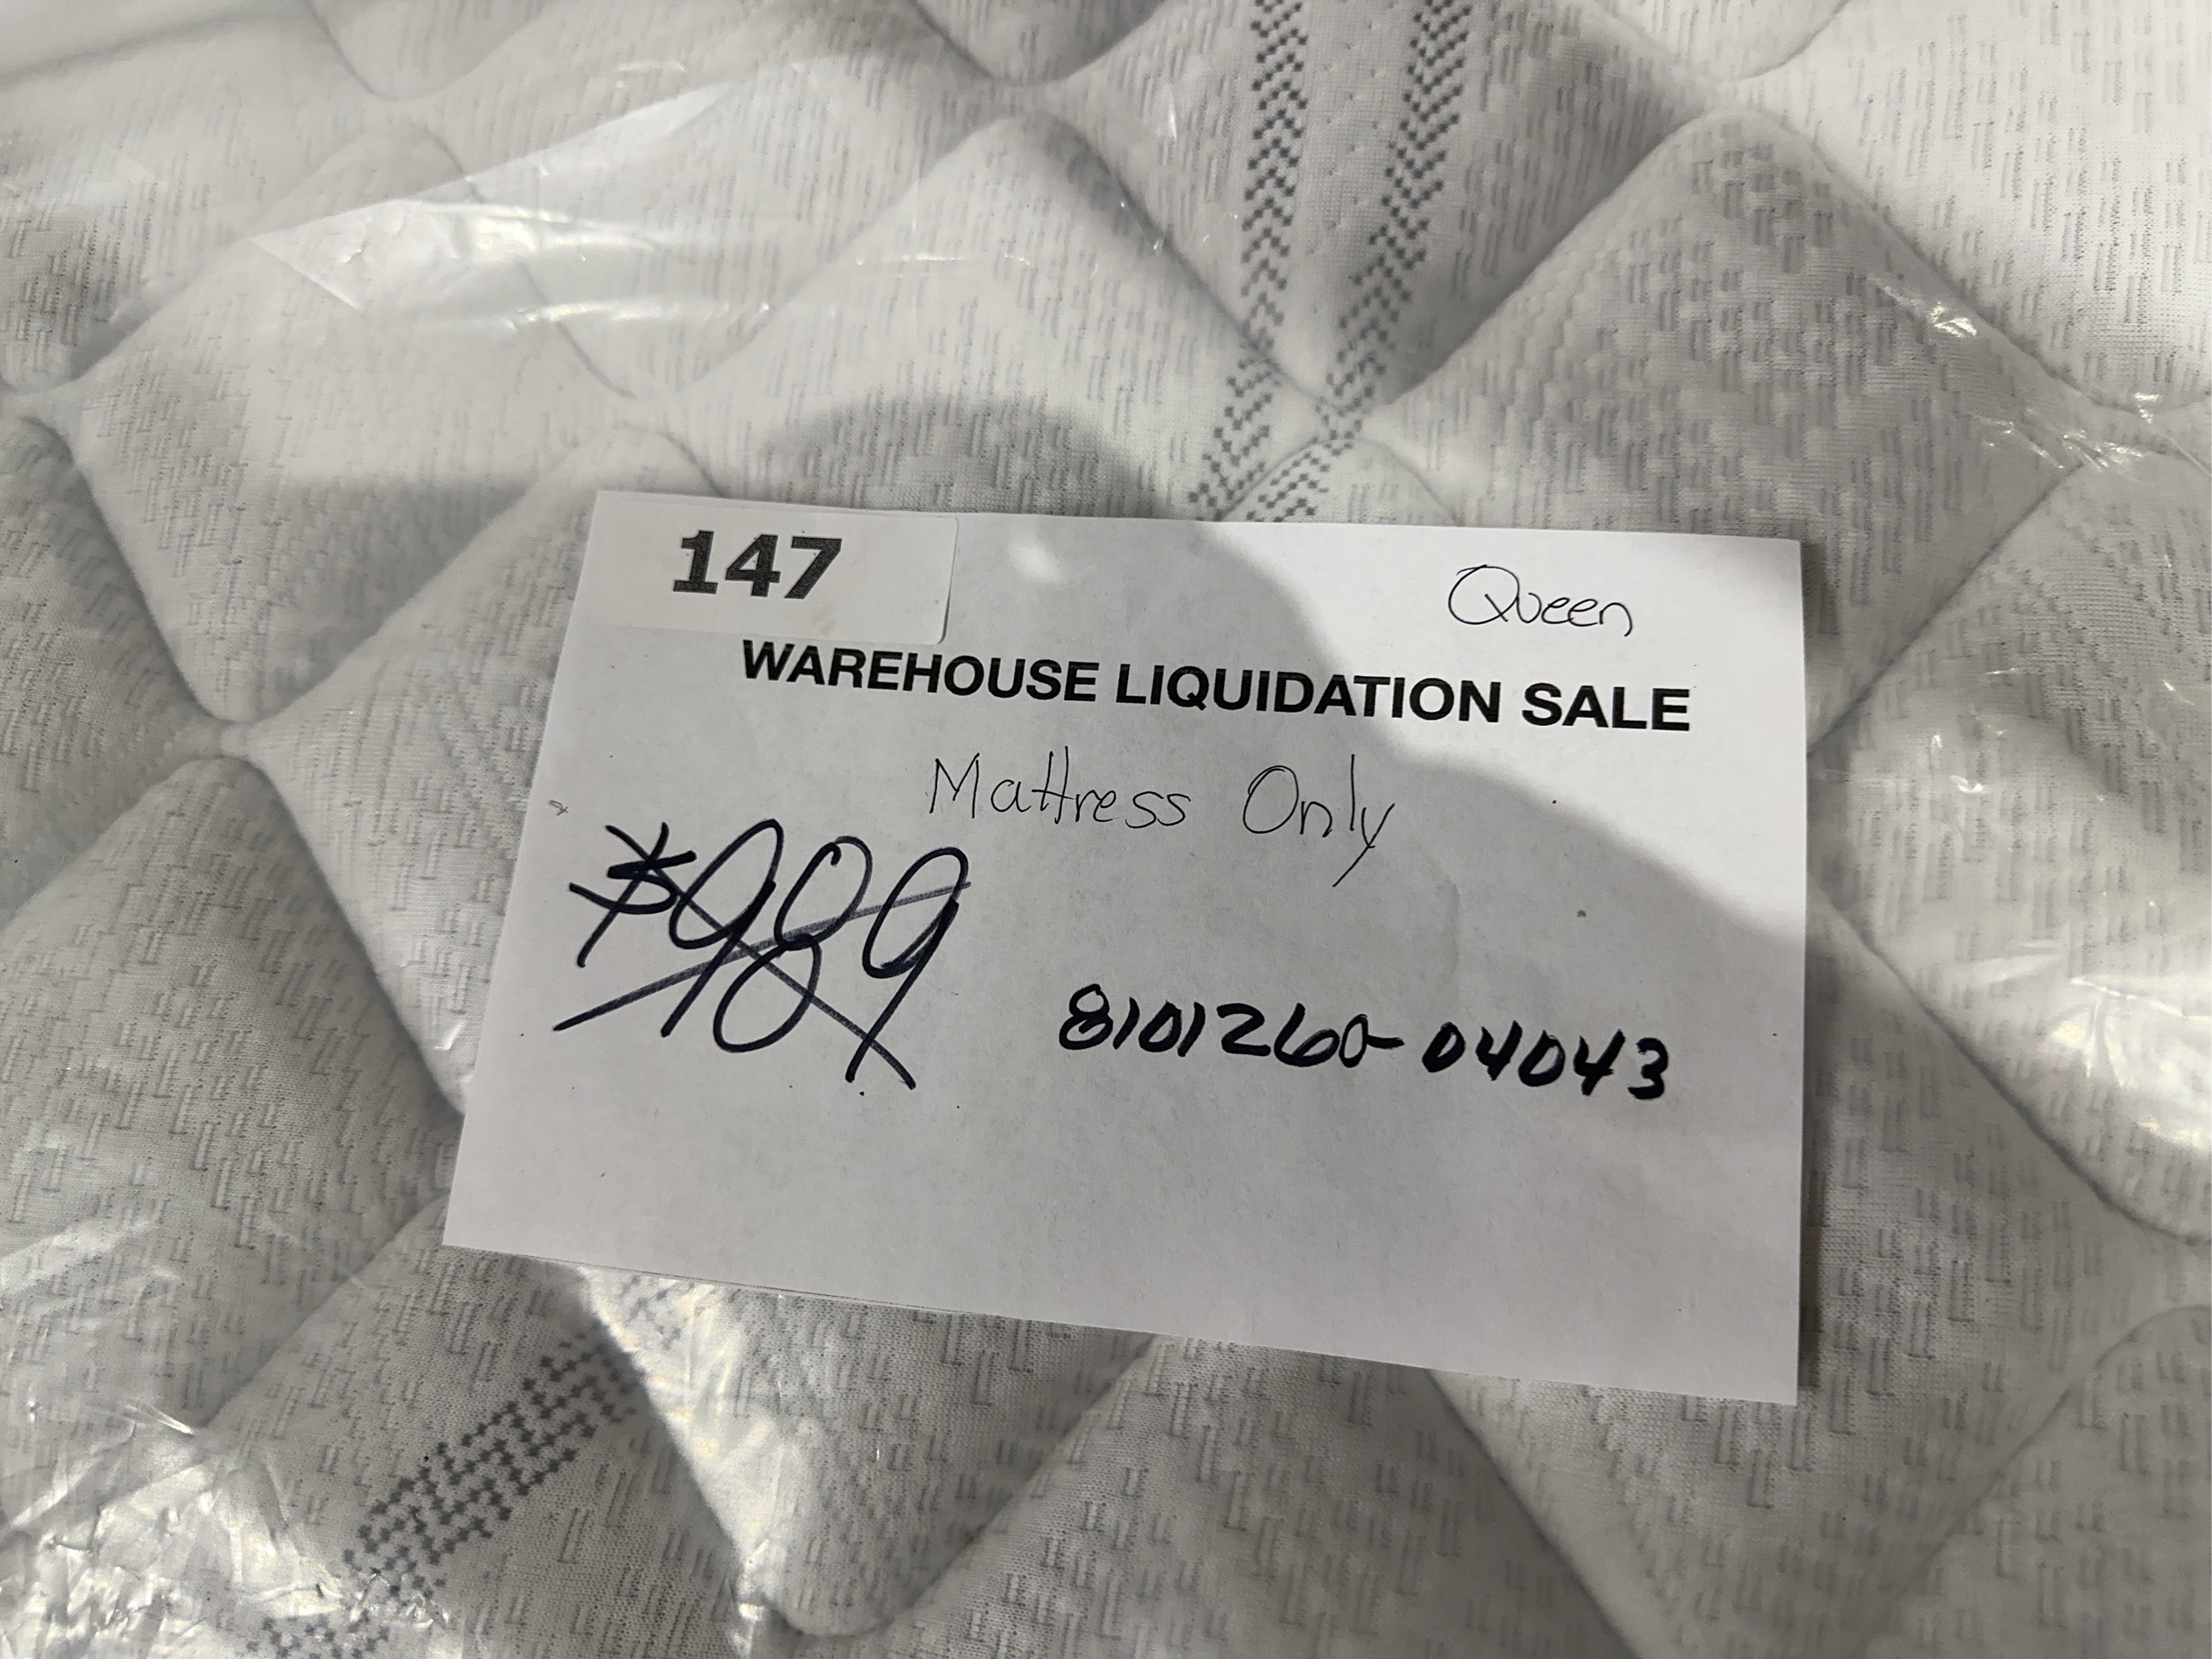 147
Queen
WAREHOUSE LIQUIDATION SALE
Mattress Only
$989
8101260-04043